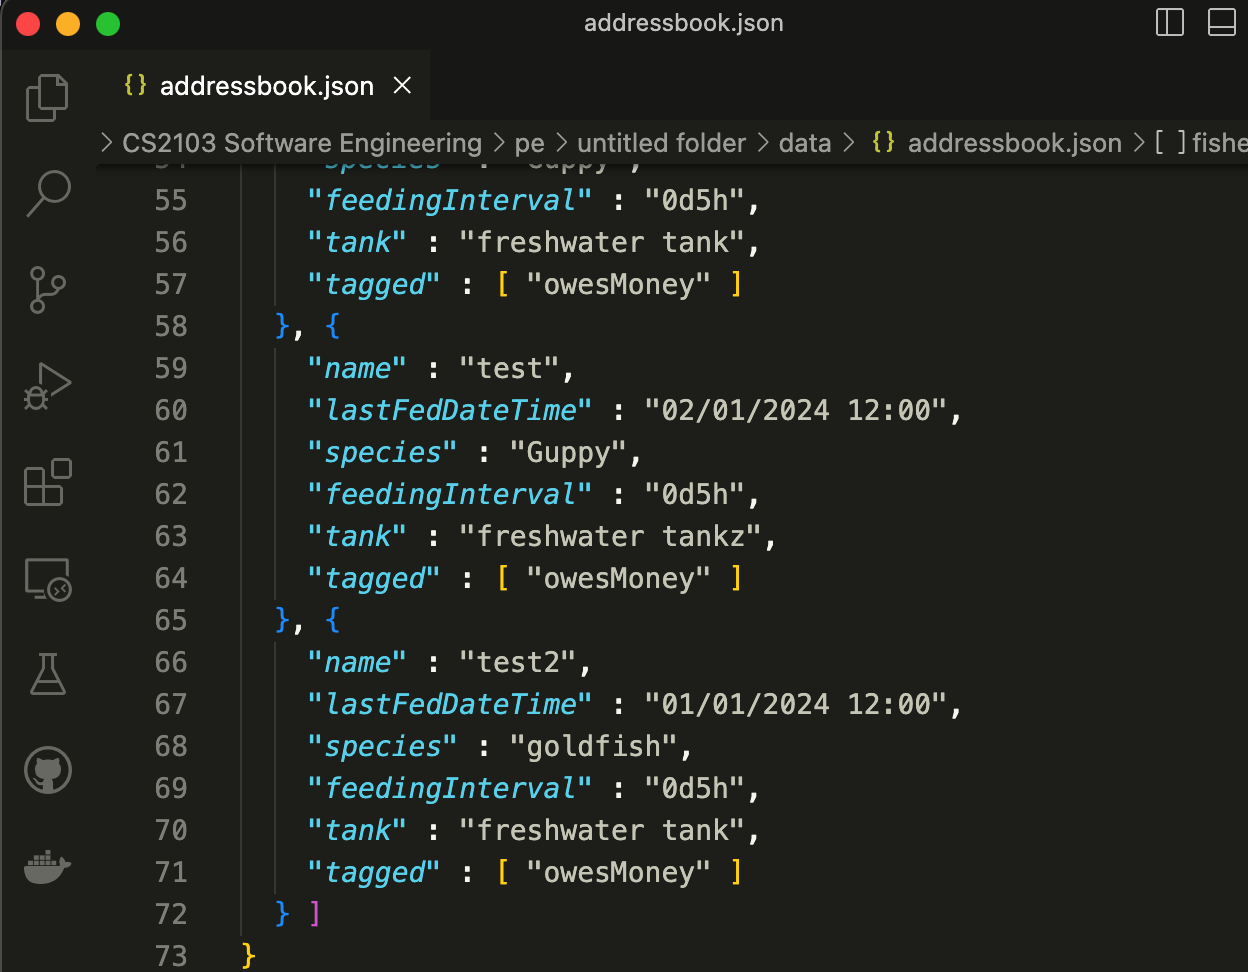 addressbook.json
{} addressbook.json ×
> CS2103 Software Engineering > pe > untitled folder > data > {} addressbook.json > [ ] fishe
54 "species" : "Guppy",
55 "feedingInterval" : "0d5h",
56 "tank" : "freshwater tank",
57 "tagged" : [ "owesMoney" ]
58 }, {
59 "name" : "test",
60 "lastFedDateTime" : "02/01/2024 12:00",
61 "species" : "Guppy",
62 "feedingInterval" : "0d5h",
63 "tank" : "freshwater tankz",
64 "tagged" : [ "owesMoney" ]
65 }, {
66 "name" : "test2",
67 "lastFedDateTime" : "01/01/2024 12:00",
68 "species" : "goldfish",
69 "feedingInterval" : "0d5h",
70 "tank" : "freshwater tank",
71 "tagged" : [ "owesMoney" ]
72 } ]
73 }